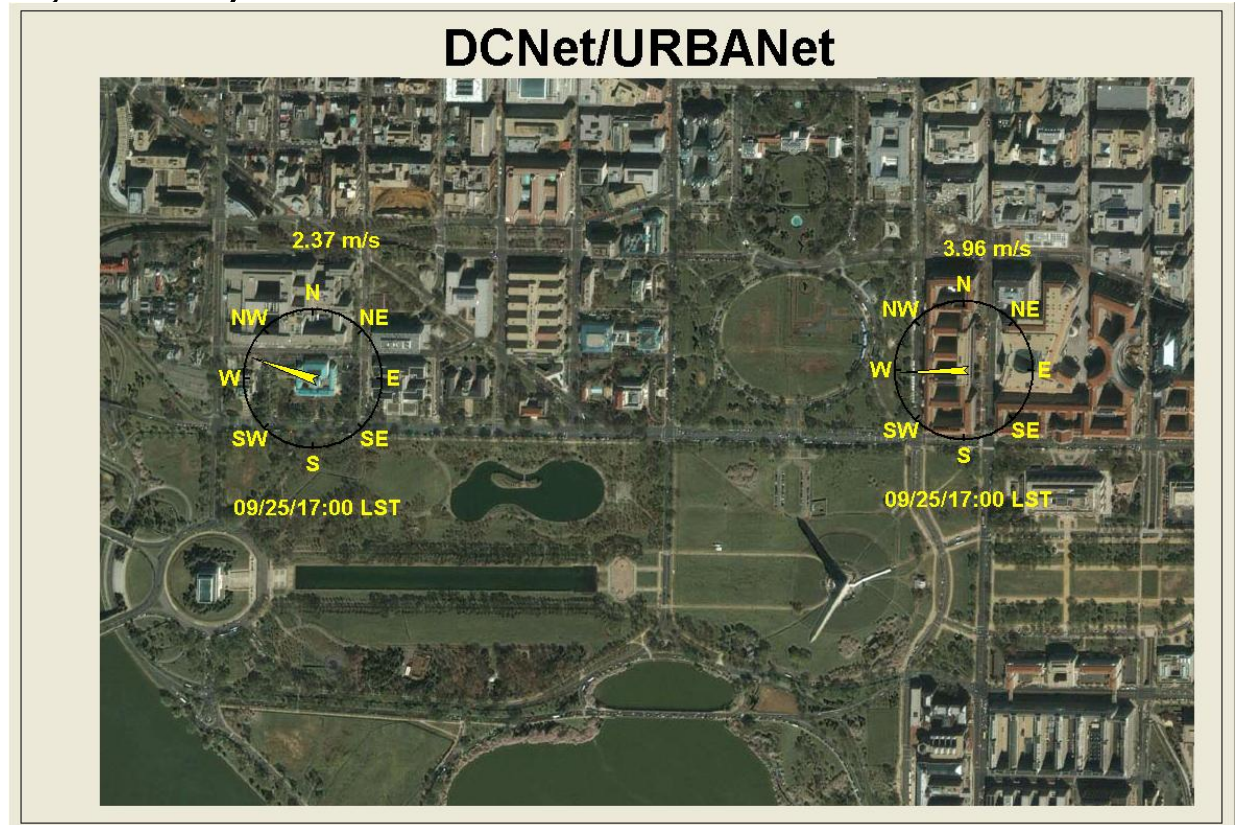 DCNet/URBANet
2.37 m/s
N
NW NE
W E
SW SE
S
09/25/17:00 LST
3.96 m/s
N
NW NE
W E
SW SE
S
09/25/17:00 LST